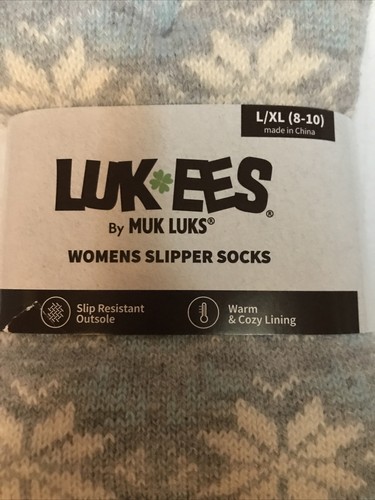 L/XL (8-10)
made in China
LUK EES®
By MUK LUKS®
WOMENS SLIPPER SOCKS
Slip Resistant
Outsole
Warm
& Cozy Lining